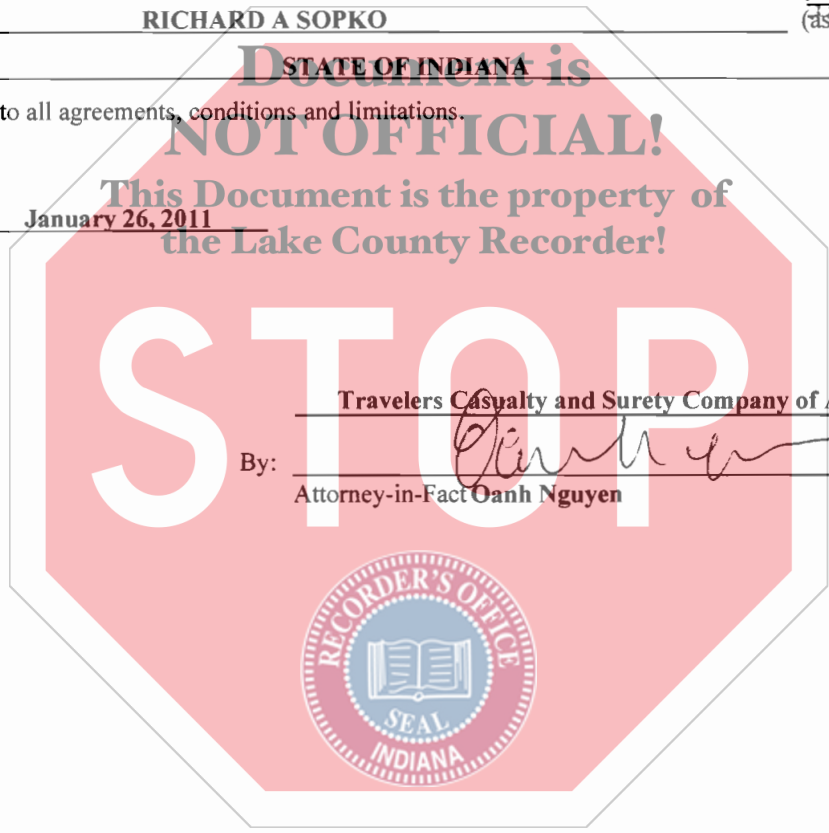 RICHARD A SOPKO
(as
Document is
STATE OF INDIANA
to all agreements, conditions and limitations.
NOT OFFICIAL!
This Document is the property of
January 26, 2011
the Lake County Recorder!
STOP
Travelers Casualty and Surety Company of A
By:
Attorney-in-Fact Oanh Nguyen
RECORDER'S OFFICE
SEAL
INDIANA